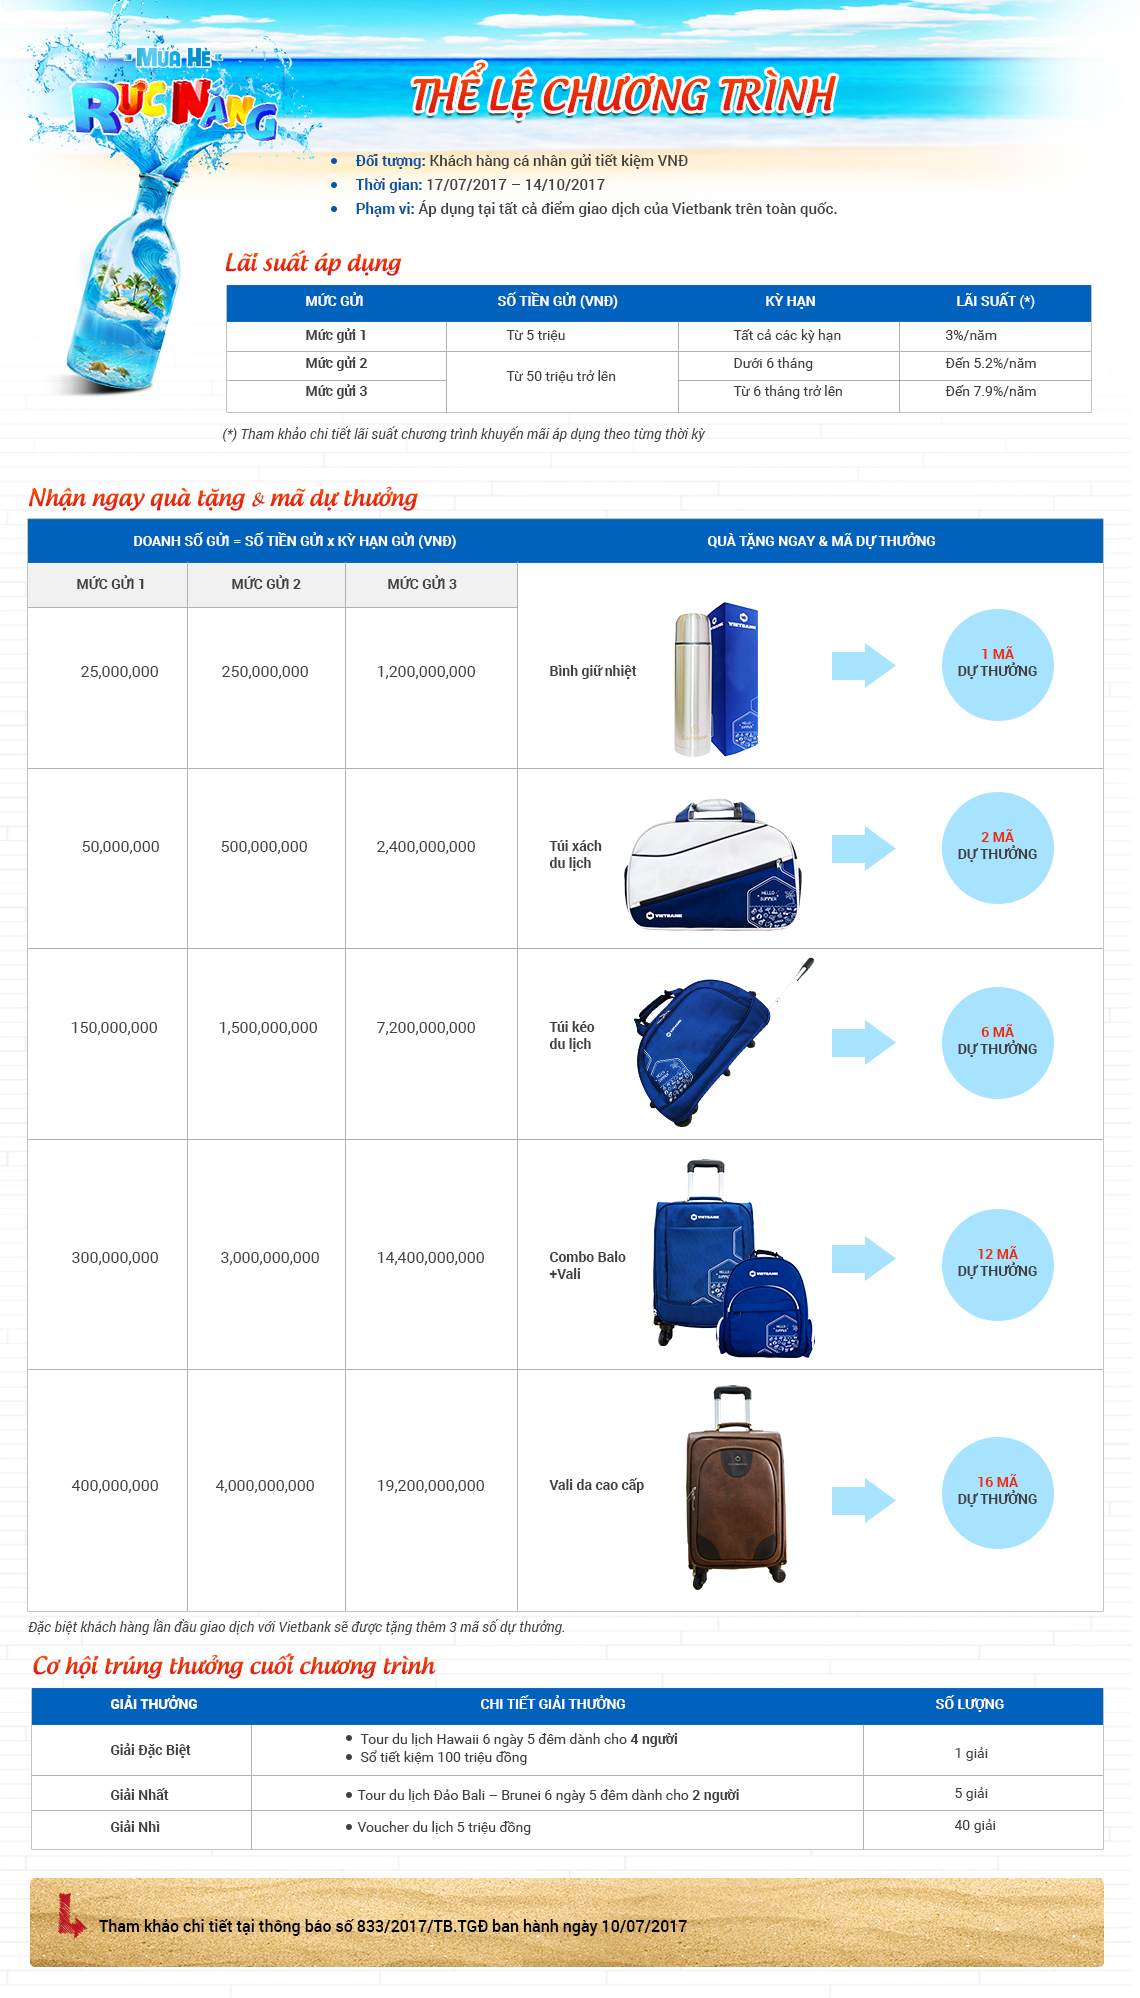 MÙA HÈ
RỰC NẮNG
THỂ LỆ CHƯƠNG TRÌNH
• Đối tượng: Khách hàng cá nhân gửi tiết kiệm VNĐ
• Thời gian: 17/07/2017 – 14/10/2017
• Phạm vi: Áp dụng tại tất cả điểm giao dịch của Vietbank trên toàn quốc.
Lãi suất áp dụng
MỨC GỬI SỐ TIỀN GỬI (VNĐ) KỲ HẠN LÃI SUẤT (*)
Mức gửi 1 Từ 5 triệu Tất cả các kỳ hạn 3%/năm
Mức gửi 2 Dưới 6 tháng Đến 5.2%/năm
Từ 50 triệu trở lên
Mức gửi 3 Từ 6 tháng trở lên Đến 7.9%/năm
(*) Tham khảo chi tiết lãi suất chương trình khuyến mãi áp dụng theo từng thời kỳ
Nhận ngay quà tặng & mã dự thưởng
DOANH SỐ GỬI = SỐ TIỀN GỬI x KỲ HẠN GỬI (VNĐ) QUÀ TẶNG NGAY & MÃ DỰ THƯỞNG
MỨC GỬI 1 MỨC GỬI 2 MỨC GỬI 3
25,000,000 250,000,000 1,200,000,000 Bình giữ nhiệt
VIETBANK
HELLO
SUMMER
1 MÃ
DỰ THƯỞNG
50,000,000 500,000,000 2,400,000,000 Túi xách
du lịch
HELLO
SUMMER
VIETBANK
2 MÃ
DỰ THƯỞNG
150,000,000 1,500,000,000 7,200,000,000 Túi kéo
du lịch
VIETBANK
HELLO
SUMMER
6 MÃ
DỰ THƯỞNG
300,000,000 3,000,000,000 14,400,000,000 Combo Balo
+Vali
VIETBANK
HELLO
SUMMER
VIETBANK
HELLO
SUMMER
12 MÃ
DỰ THƯỞNG
400,000,000 4,000,000,000 19,200,000,000 Vali da cao cấp
VIETBANK
16 MÃ
DỰ THƯỞNG
Đặc biệt khách hàng lần đầu giao dịch với Vietbank sẽ được tặng thêm 3 mã số dự thưởng.
Cơ hội trúng thưởng cuối chương trình
GIẢI THƯỞNG CHI TIẾT GIẢI THƯỞNG SỐ LƯỢNG
Giải Đặc Biệt
• Tour du lịch Hawaii 6 ngày 5 đêm dành cho 4 người
• Sổ tiết kiệm 100 triệu đồng
1 giải
Giải Nhất • Tour du lịch Đảo Bali – Brunei 6 ngày 5 đêm dành cho 2 người 5 giải
Giải Nhì • Voucher du lịch 5 triệu đồng 40 giải
Tham khảo chi tiết tại thông báo số 833/2017/TB.TGĐ ban hành ngày 10/07/2017